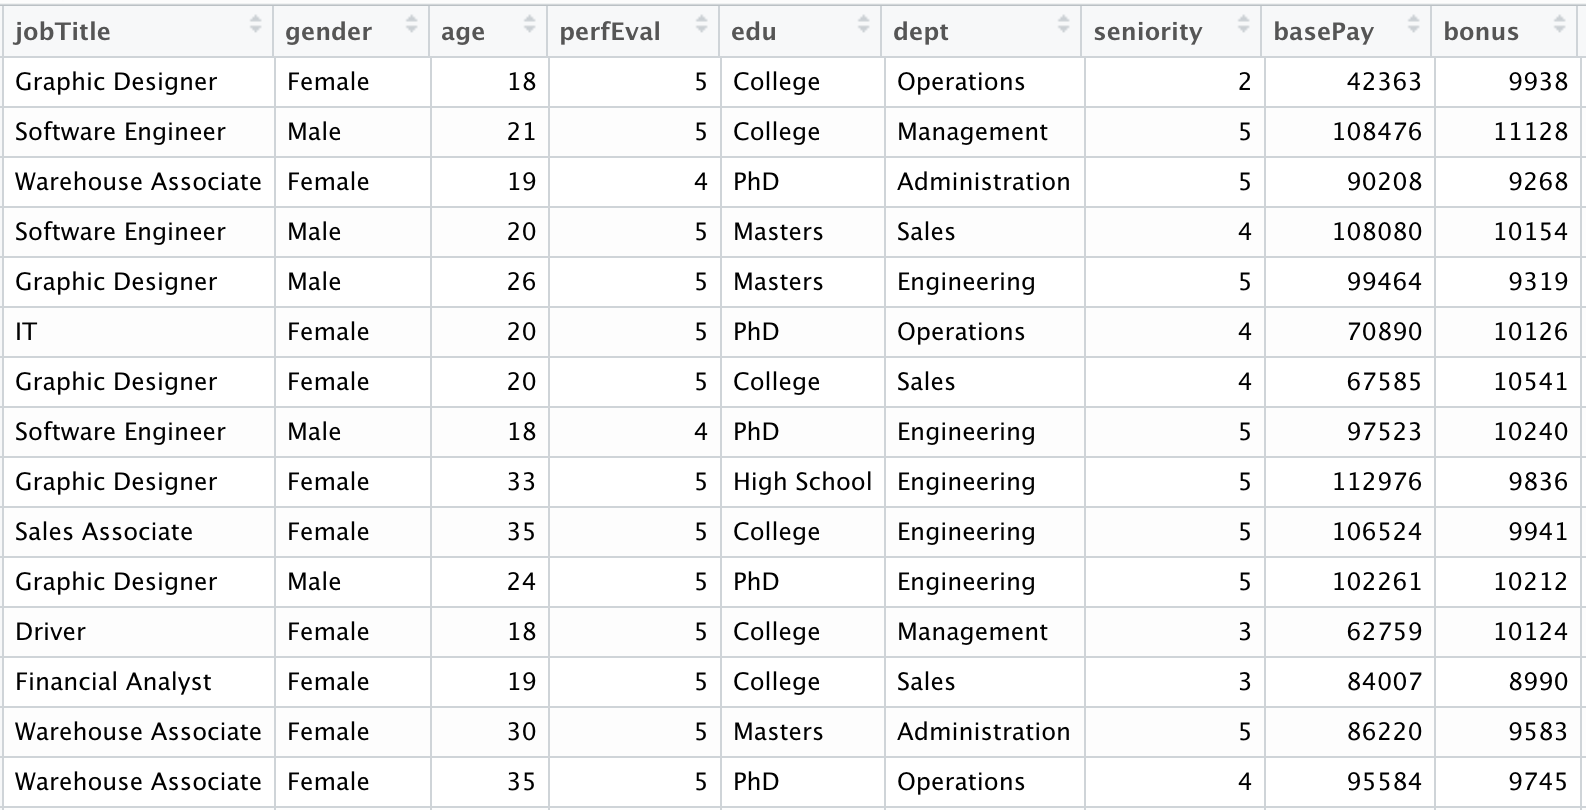 jobTitle gender age perfEval edu dept seniority basePay bonus
Graphic Designer Female 18 5 College Operations 2 42363 9938
Software Engineer Male 21 5 College Management 5 108476 11128
Warehouse Associate Female 19 4 PhD Administration 5 90208 9268
Software Engineer Male 20 5 Masters Sales 4 108080 10154
Graphic Designer Male 26 5 Masters Engineering 5 99464 9319
IT Female 20 5 PhD Operations 4 70890 10126
Graphic Designer Female 20 5 College Sales 4 67585 10541
Software Engineer Male 18 4 PhD Engineering 5 97523 10240
Graphic Designer Female 33 5 High School Engineering 5 112976 9836
Sales Associate Female 35 5 College Engineering 5 106524 9941
Graphic Designer Male 24 5 PhD Engineering 5 102261 10212
Driver Female 18 5 College Management 3 62759 10124
Financial Analyst Female 19 5 College Sales 3 84007 8990
Warehouse Associate Female 30 5 Masters Administration 5 86220 9583
Warehouse Associate Female 35 5 PhD Operations 4 95584 9745